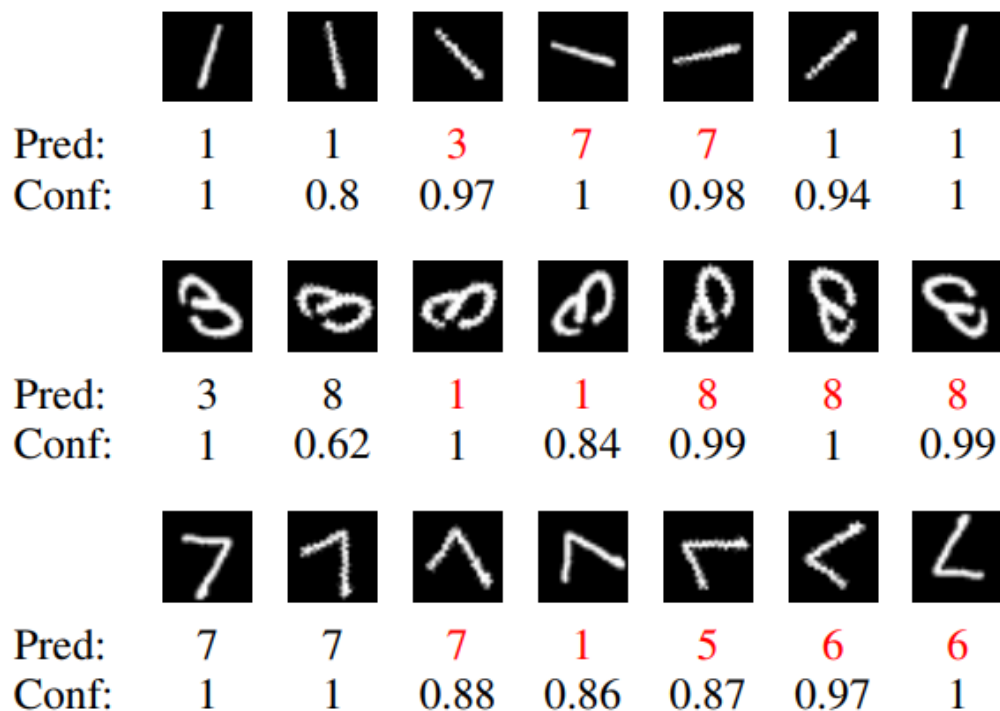 Pred: 1 1 3 7 7 1 1
Conf: 1 0.8 0.97 1 0.98 0.94 1
Pred: 3 8 1 1 8 8 8
Conf: 1 0.62 1 0.84 0.99 1 0.99
Pred: 7 7 7 1 5 6 6
Conf: 1 1 0.88 0.86 0.87 0.97 1